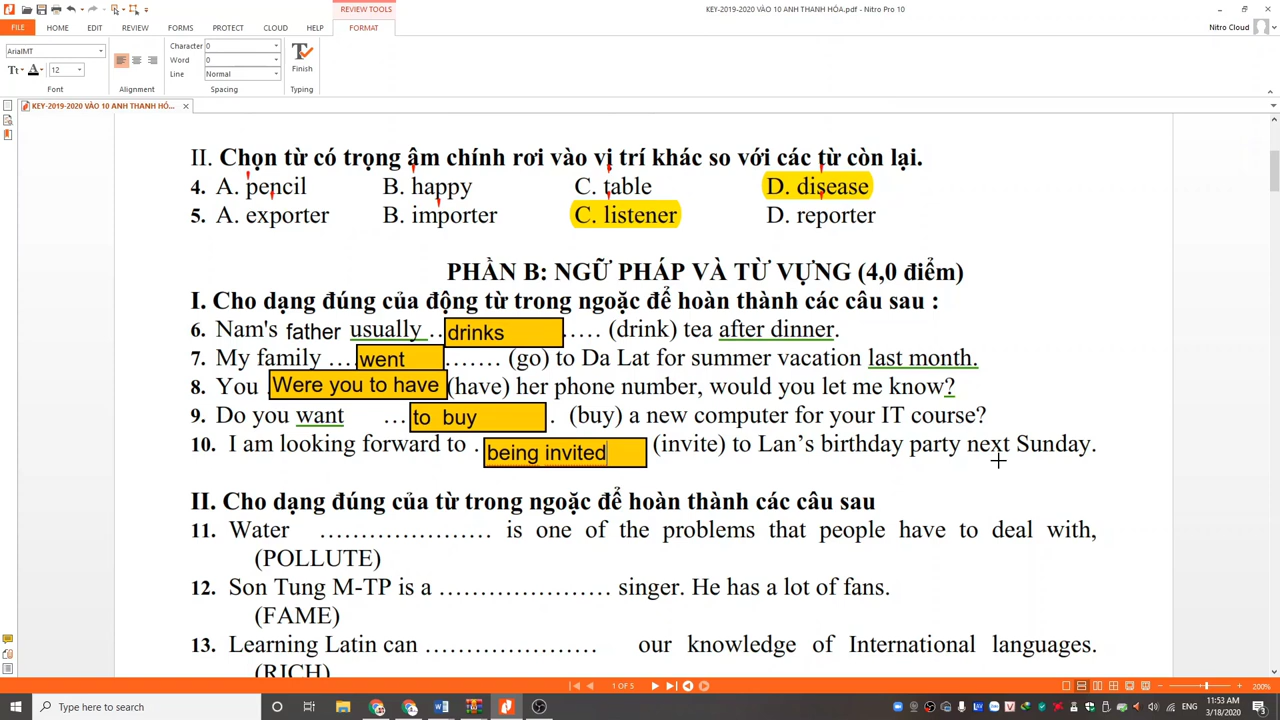 REVIEW TOOLS
KEY-2019-2020 VÀO 10 ANH THANH HÓA.pdf - Nitro Pro 10
FILE HOME EDIT REVIEW FORMS PROTECT CLOUD HELP FORMAT
Nitro Cloud
ArialMT
Character 0
Word 0
Line Normal
Finish
12
Font Alignment Spacing Typing
KEY-2019-2020 VÀO 10 ANH THANH HÓ...
II. Chọn từ có trọng âm chính rơi vào vị trí khác so với các từ còn lại.
4. A. pencil B. happy C. table D. disease
5. A. exporter B. importer C. listener D. reporter
PHẦN B: NGỮ PHÁP VÀ TỪ VỰNG (4,0 điểm)
I. Cho dạng đúng của động từ trong ngoặc để hoàn thành các câu sau :
6. Nam's father usually .. drinks ..... (drink) tea after dinner.
7. My family .... went ....... (go) to Da Lat for summer vacation last month.
8. You Were you to have (have) her phone number, would you let me know?
9. Do you want ... to buy . (buy) a new computer for your IT course?
10. I am looking forward to . being invited (invite) to Lan's birthday party next Sunday.
II. Cho dạng đúng của từ trong ngoặc để hoàn thành các câu sau
11. Water ………………… is one of the problems that people have to deal with,
(POLLUTE)
12. Son Tung M-TP is a ………………… singer. He has a lot of fans.
(FAME)
13. Learning Latin can ………………… our knowledge of International languages.
(RICH)
1 OF 5
200%
Type here to search
ENG
11:53 AM
3/18/2020